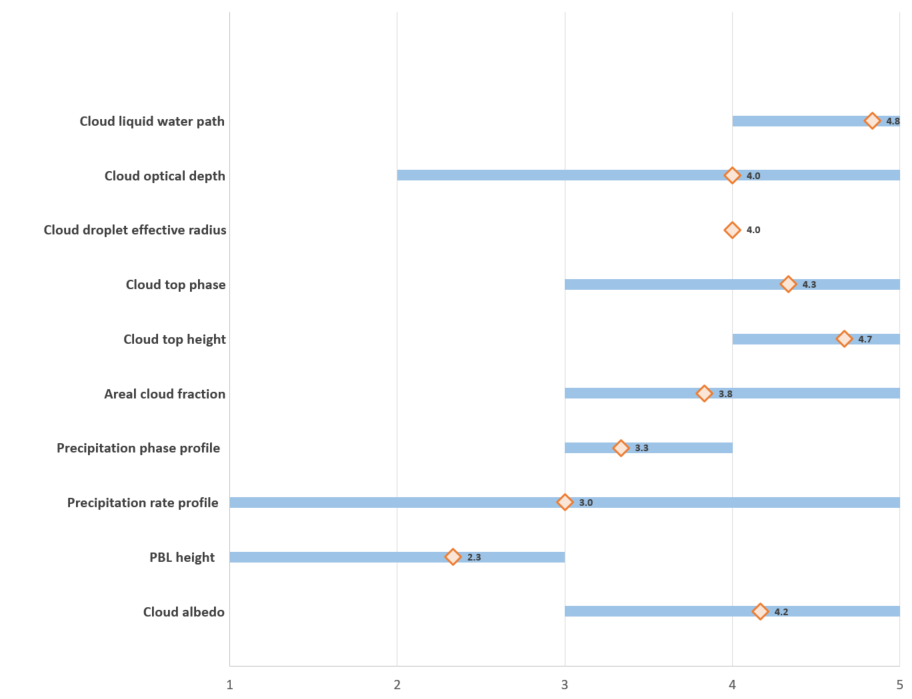 Cloud liquid water path 4.8
Cloud optical depth 4.0
Cloud droplet effective radius 4.0
Cloud top phase 4.3
Cloud top height 4.7
Areal cloud fraction 3.8
Precipitation phase profile 3.3
Precipitation rate profile 3.0
PBL height 2.3
Cloud albedo 4.2
1 2 3 4 5